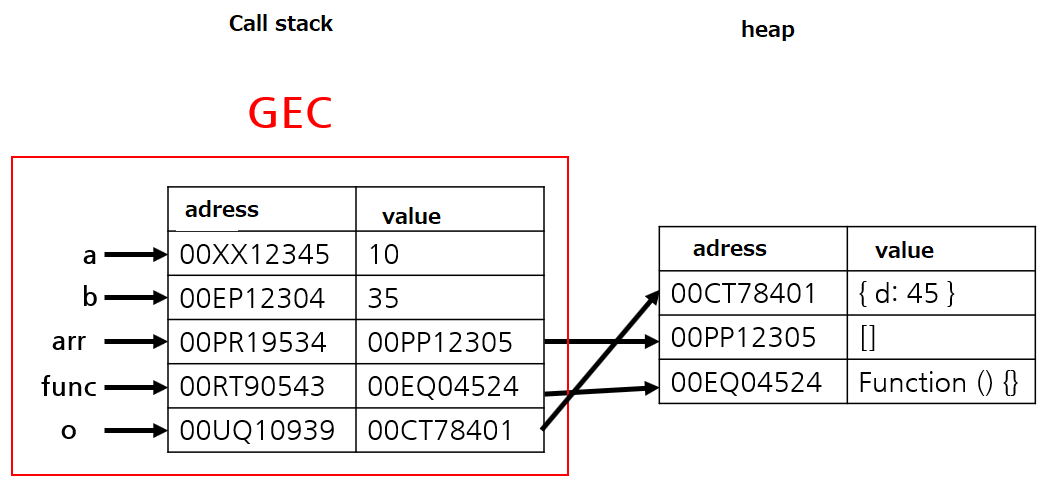 Call stack
heap
GEC
adress value
a 00XX12345 10
b 00EP12304 35
arr 00PR19534 00PP12305
func 00RT90543 00EQ04524
o 00UQ10939 00CT78401
adress value
00CT78401 { d: 45 }
00PP12305 []
00EQ04524 Function () {}